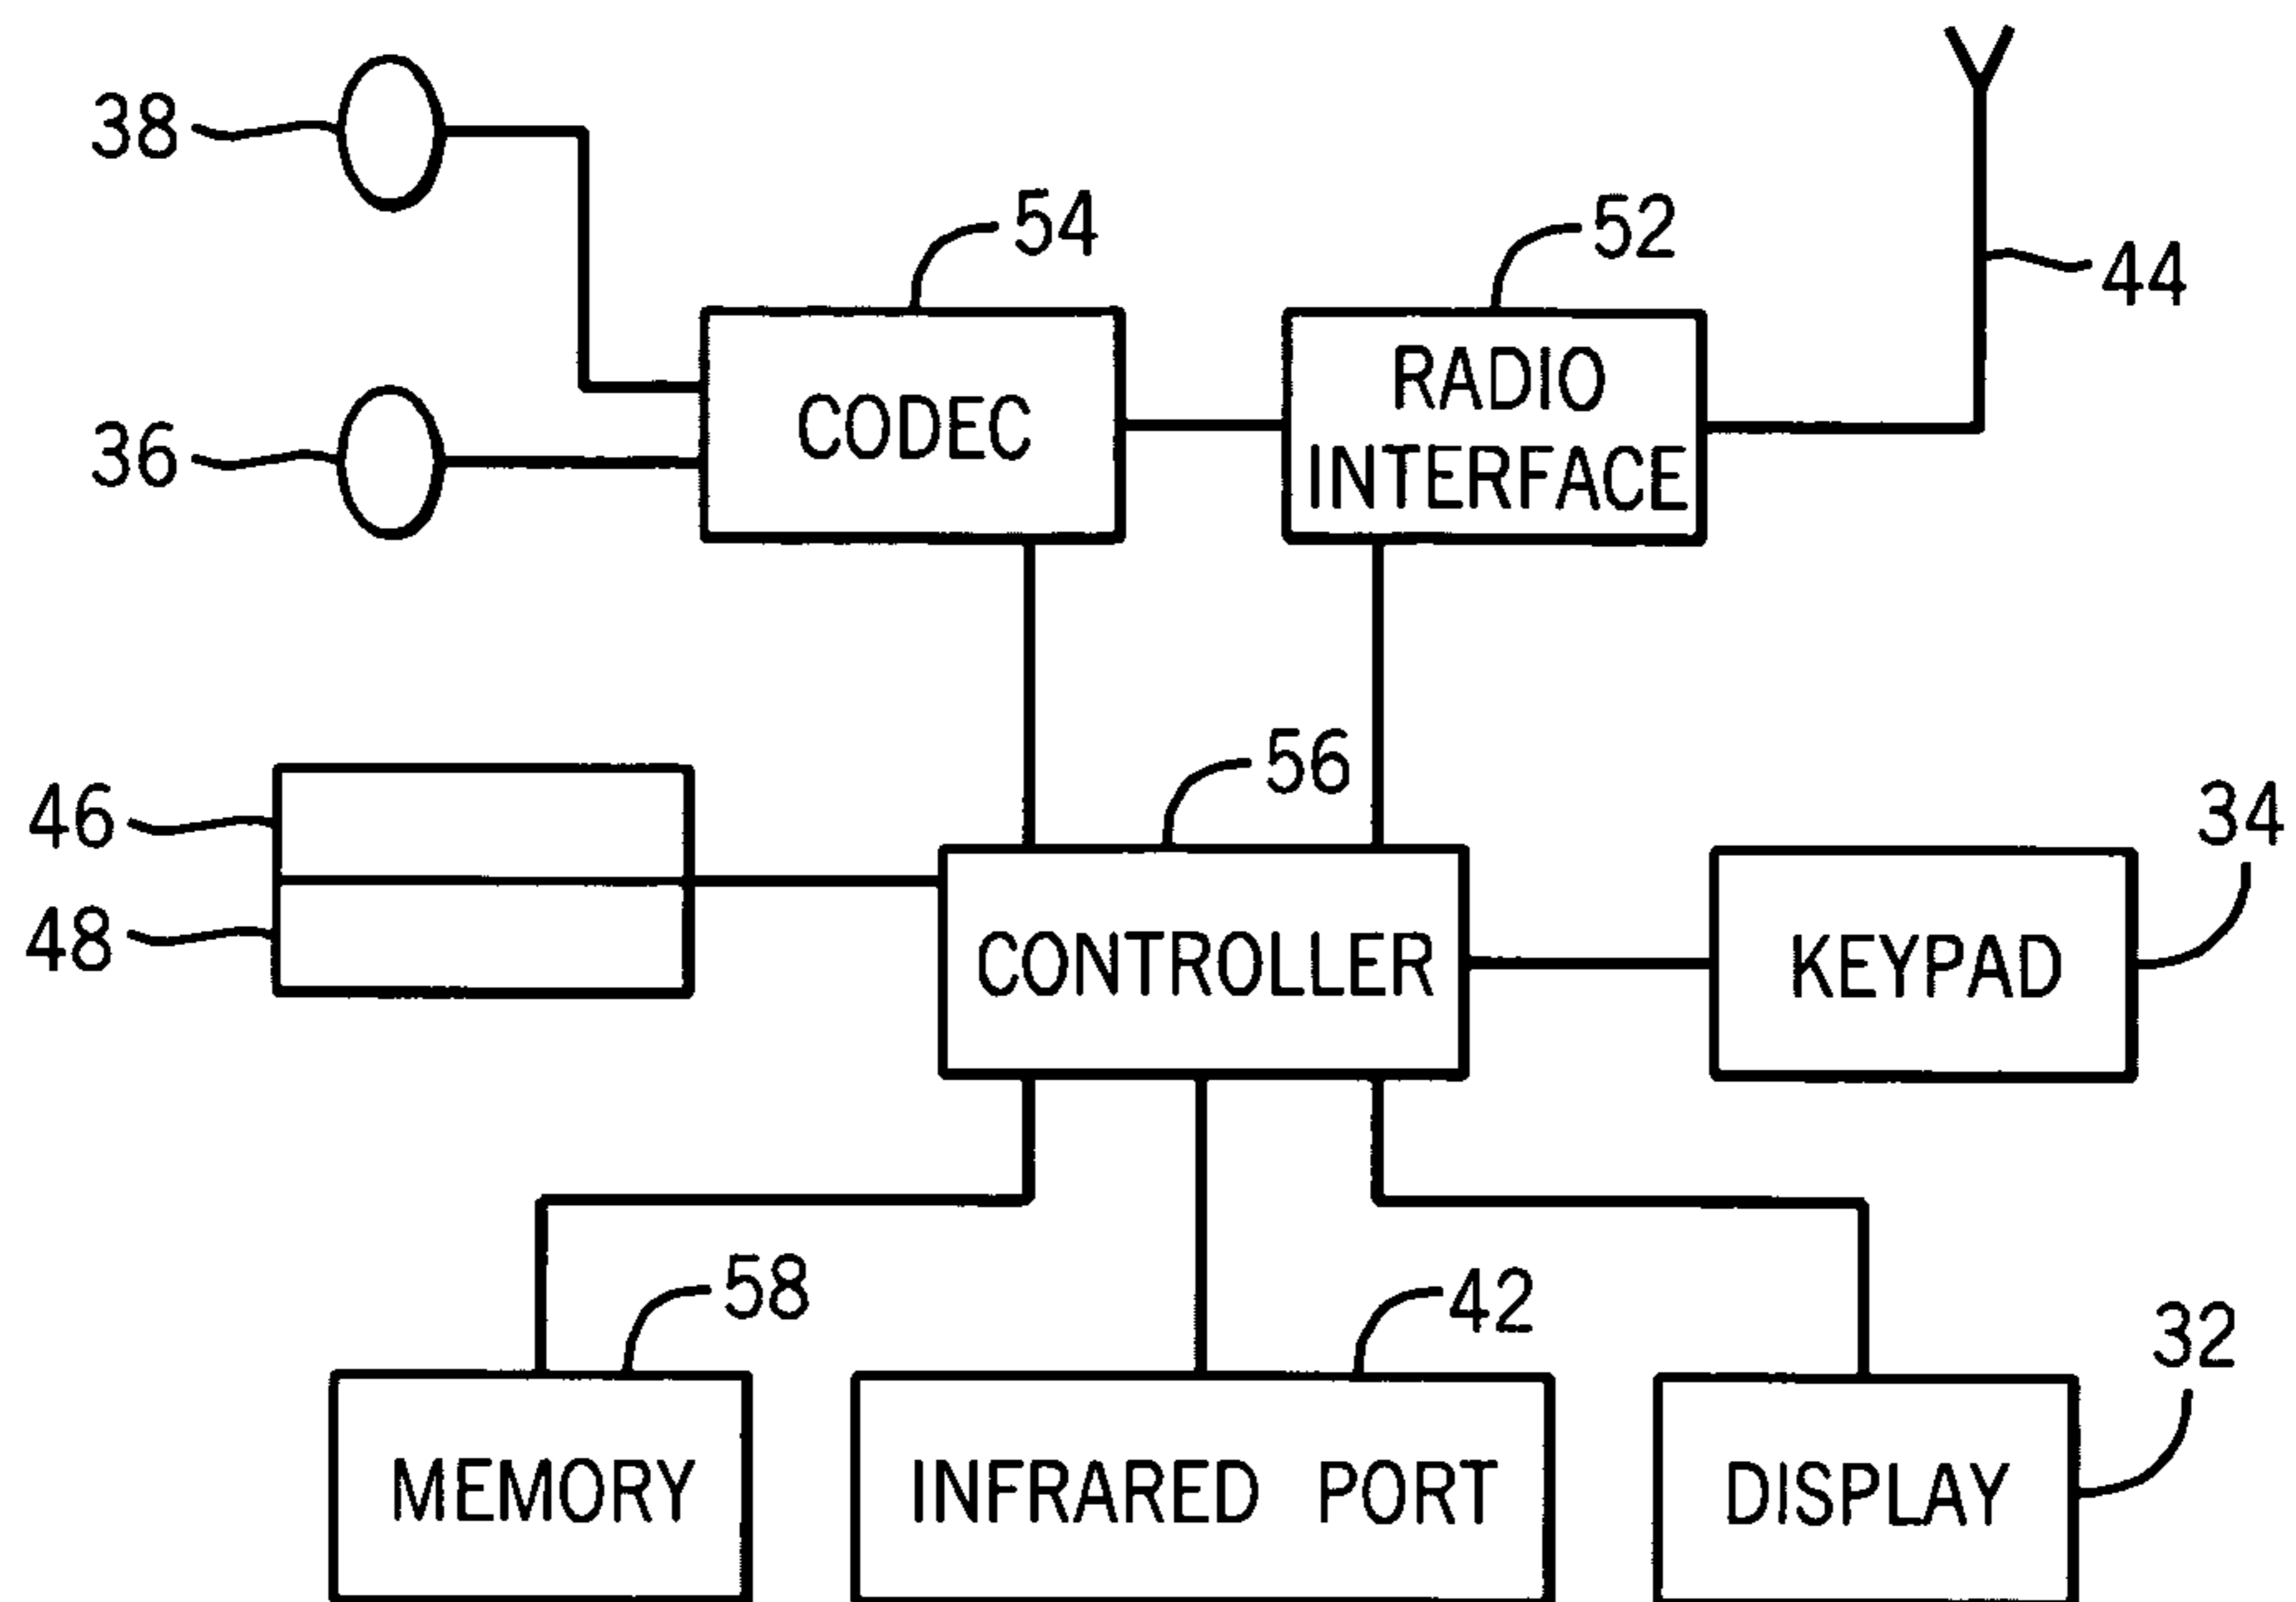 38
54
52
44
CODEC
RADIO
INTERFACE
36
56
46
34
48
CONTROLLER
KEYPAD
58
42
32
MEMORY
INFRARED PORT
DISPLAY